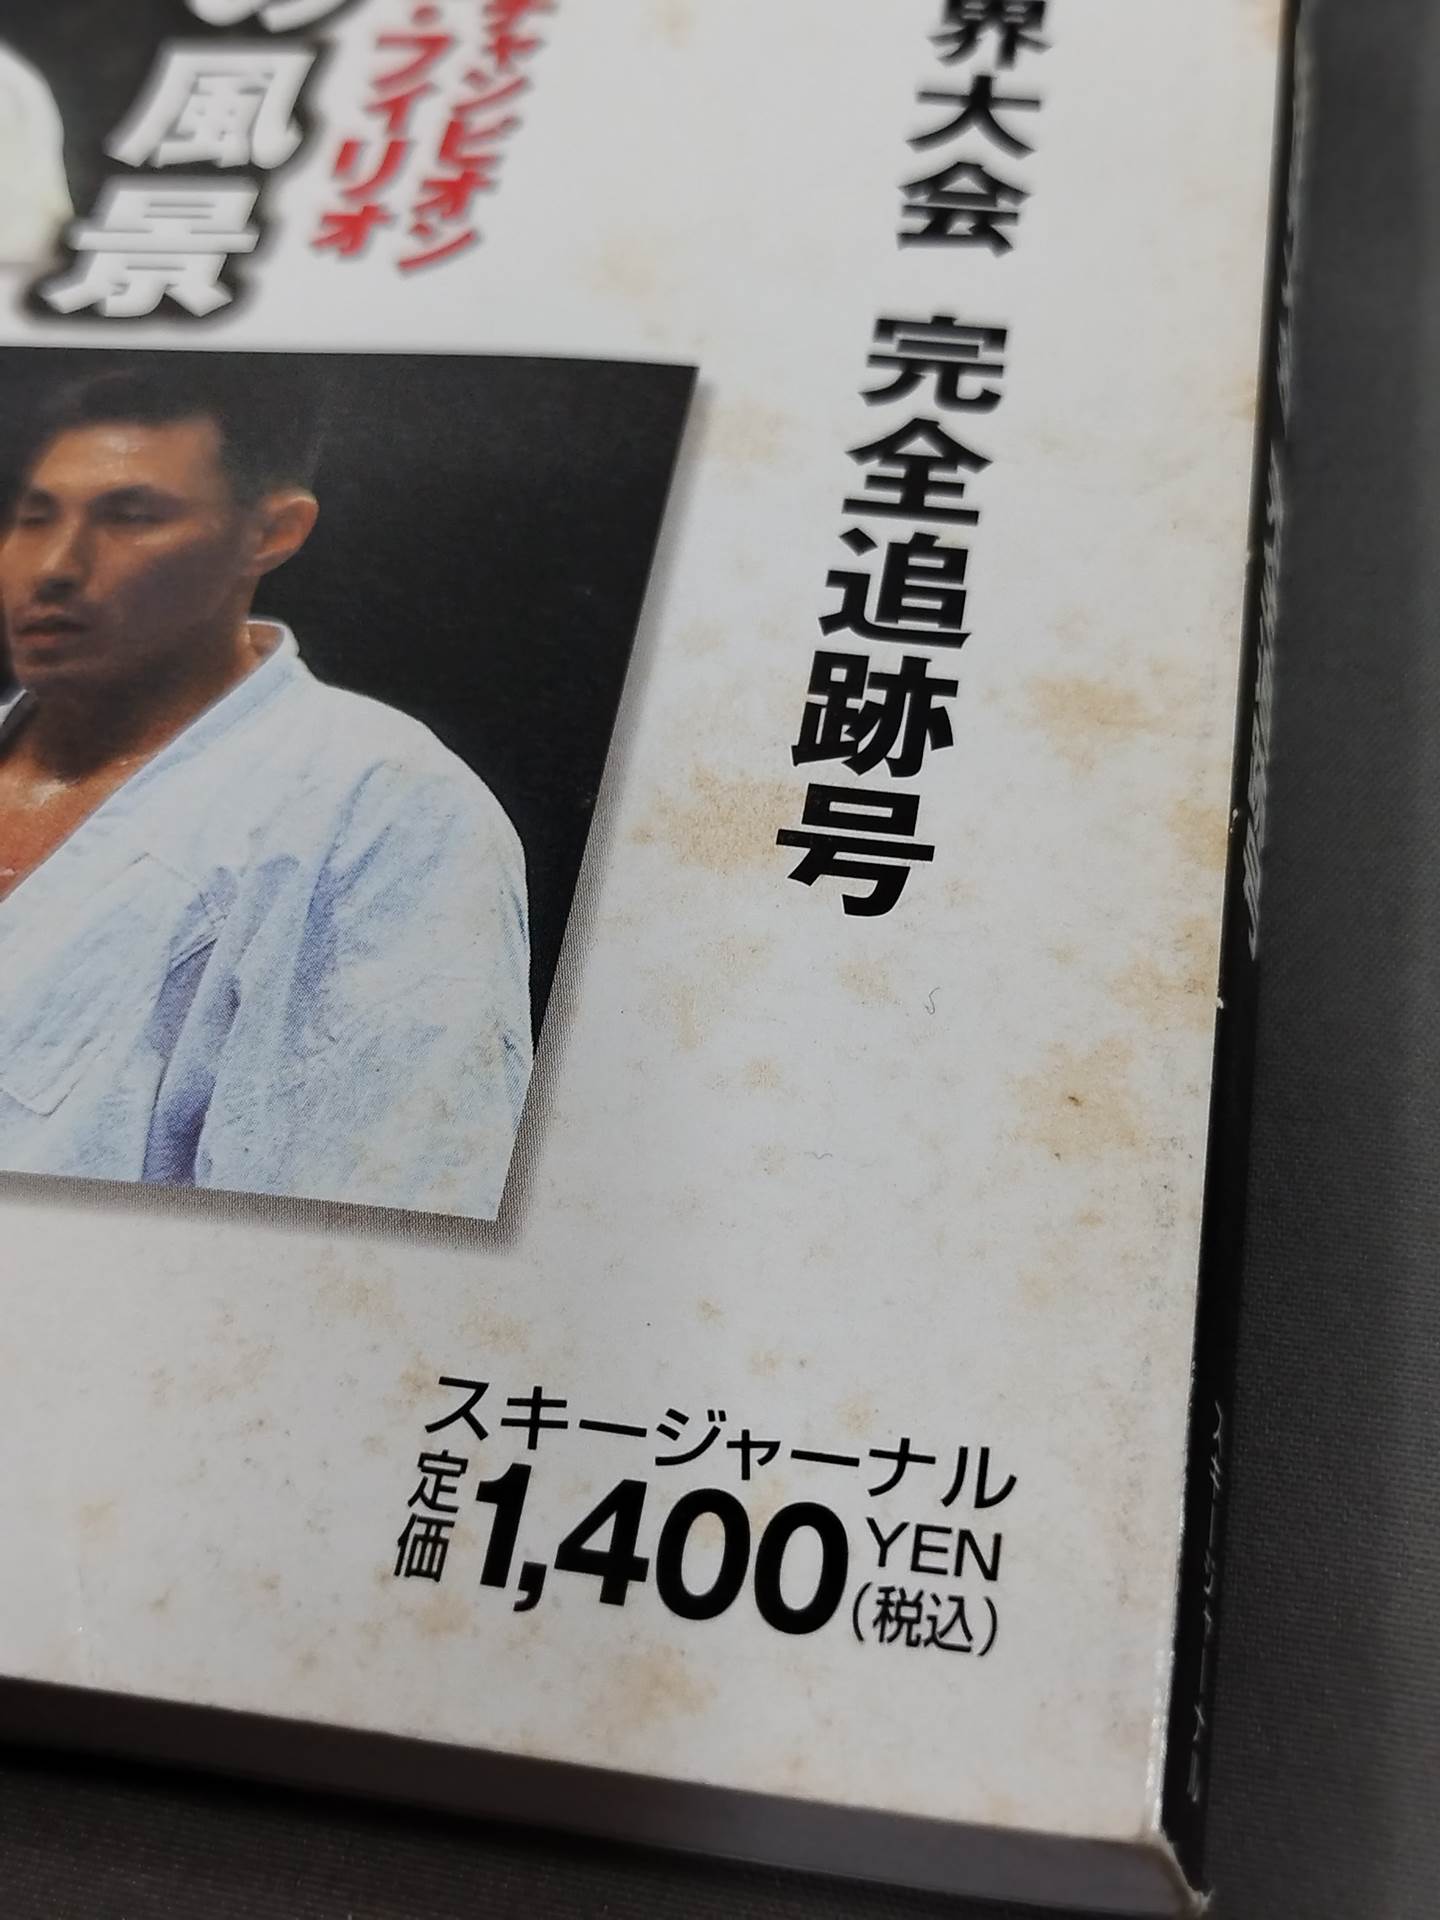 界大会 完全追跡号
チャンピオン
・フィリオ
の風景
スキージャーナル
定価1,400YEN(税込)